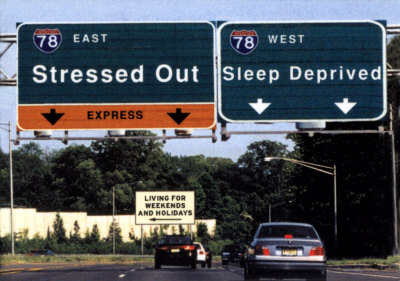 78 EAST
Stressed Out
EXPRESS
78 WEST
Sleep Deprived
LIVING FOR
WEEKENDS
AND HOLIDAYS